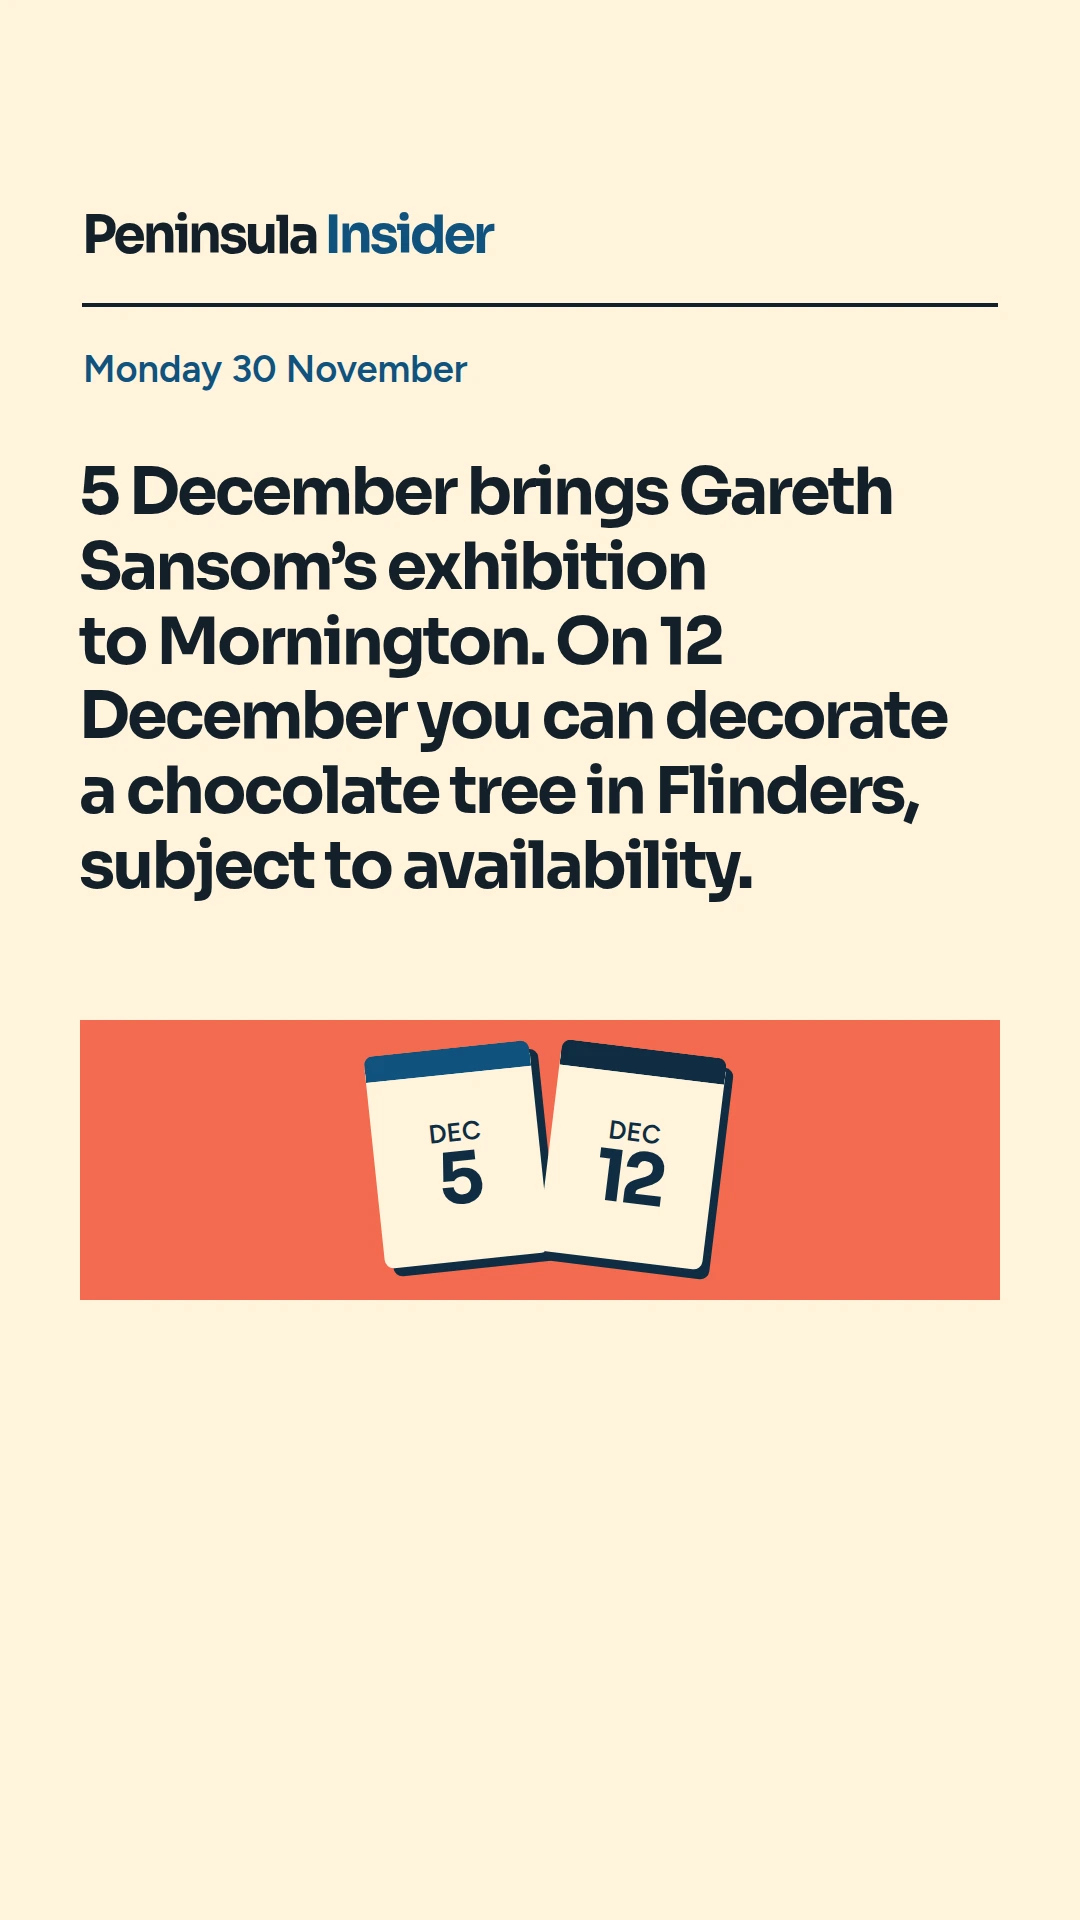 Peninsula Insider
Monday 30 November
5 December brings Gareth
Sansom’s exhibition
to Mornington. On 12
December you can decorate
a chocolate tree in Flinders,
subject to availability.
DEC
5
DEC
12